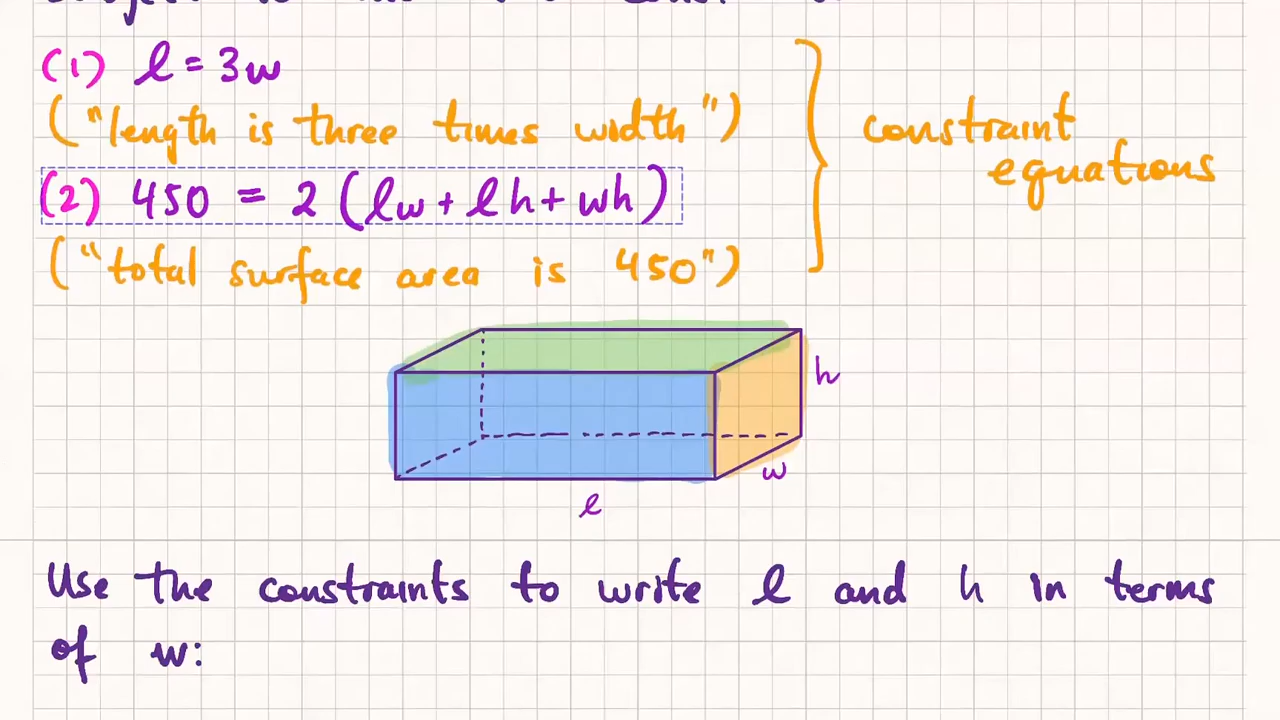 (1) l = 3w
("length is three times width")
constraint
equations
(2) 450 = 2 (lw + lh + wh)
("total surface area is 450")
h
w
l
Use the constraints to write l and h in terms
of w: